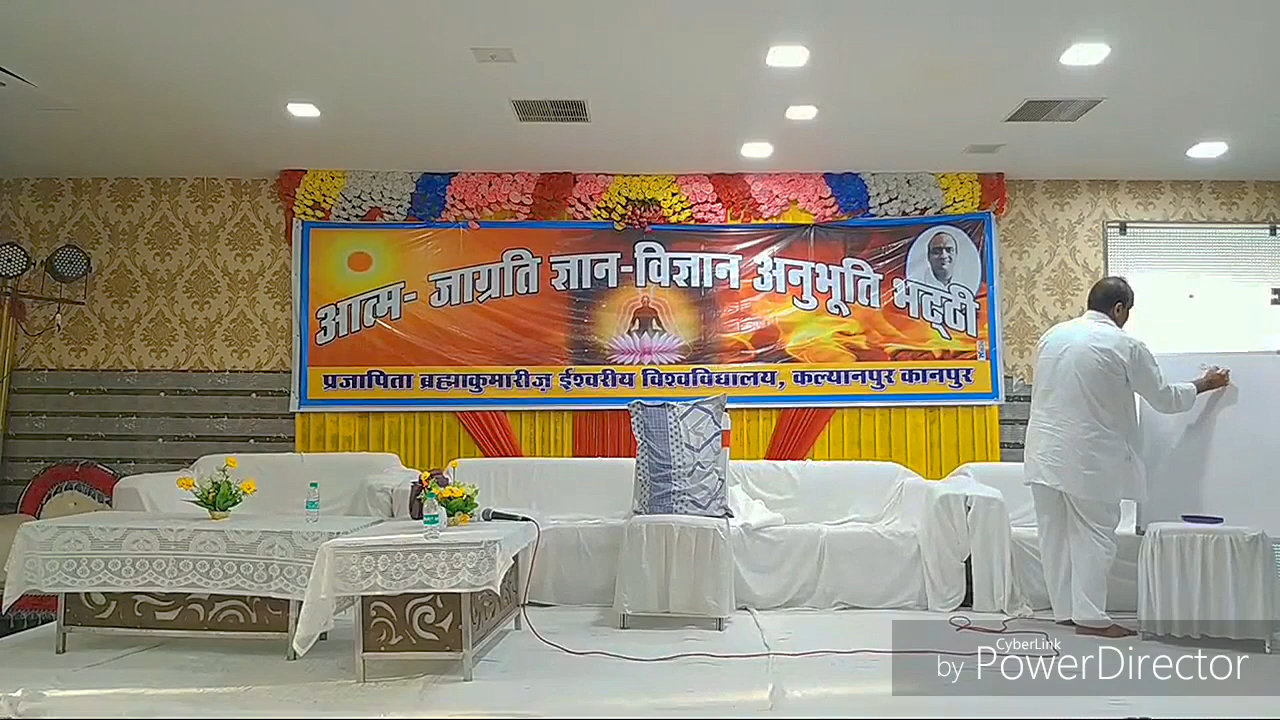 आत्म- जाग्रति ज्ञान-विज्ञान अनुभूति भट्ठी
प्रजापिता ब्रह्माकुमारीज़ ईश्वरीय विश्वविद्यालय, कल्यानपुर कानपुर
CyberLink
by PowerDirector